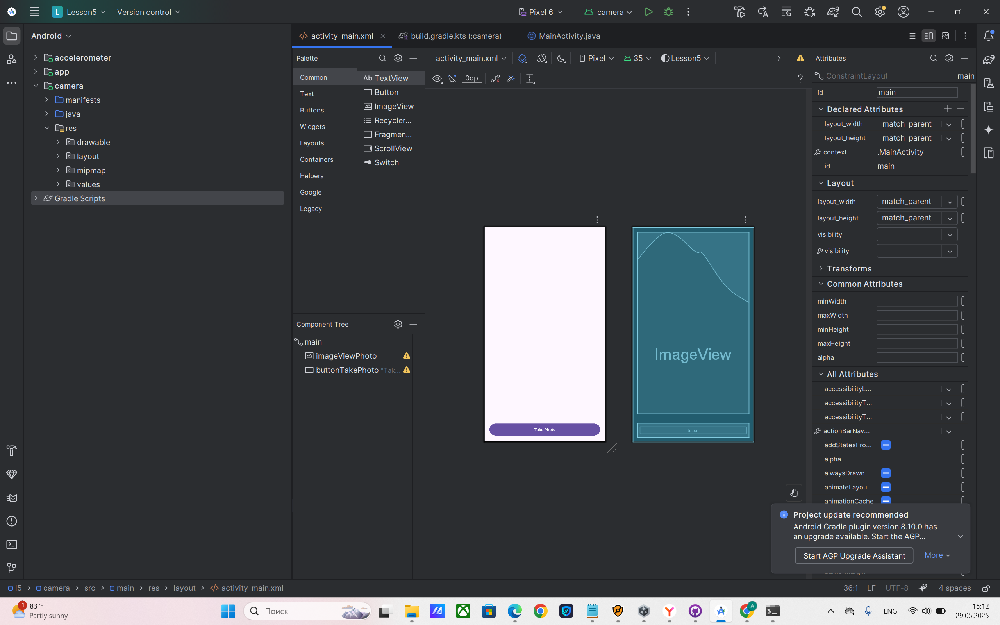 L Lesson5 Version control Pixel 6 camera
Android
accelerometer
app
camera
manifests
java
res
drawable
layout
mipmap
values
Gradle Scripts
activity_main.xml build.gradle.kts (:camera) MainActivity.java
Palette
Common
Text
Buttons
Widgets
Layouts
Containers
Helpers
Google
Legacy
Ab TextView
Button
ImageView
Recycler...
Fragmen...
ScrollView
Switch
Component Tree
main
imageViewPhoto
buttonTakePhoto "Tak...
activity_main.xml Pixel 35 Lesson5
0dp ?
Take Photo
ImageView
Button
Attributes
ConstraintLayout main
id main
Declared Attributes
layout_width match_parent
layout_height match_parent
context .MainActivity
id main
Layout
layout_width match_parent
layout_height match_parent
visibility
visibility
Transforms
Common Attributes
minWidth
maxWidth
minHeight
maxHeight
alpha
All Attributes
accessibilityL...
accessibilityT...
accessibilityT...
actionBarNav...
addStatesFro...
alpha
alwaysDrawn...
animateLayou...
animationCache
Project update recommended
Android Gradle plugin version 8.10.0 has
an upgrade available. Start the AGP...
Start AGP Upgrade Assistant More
l5 camera src main res layout activity_main.xml
36:1 LF UTF-8 4 spaces
1 83°F
Partly sunny
Поиск
A
ENG
15:12
29.05.2025